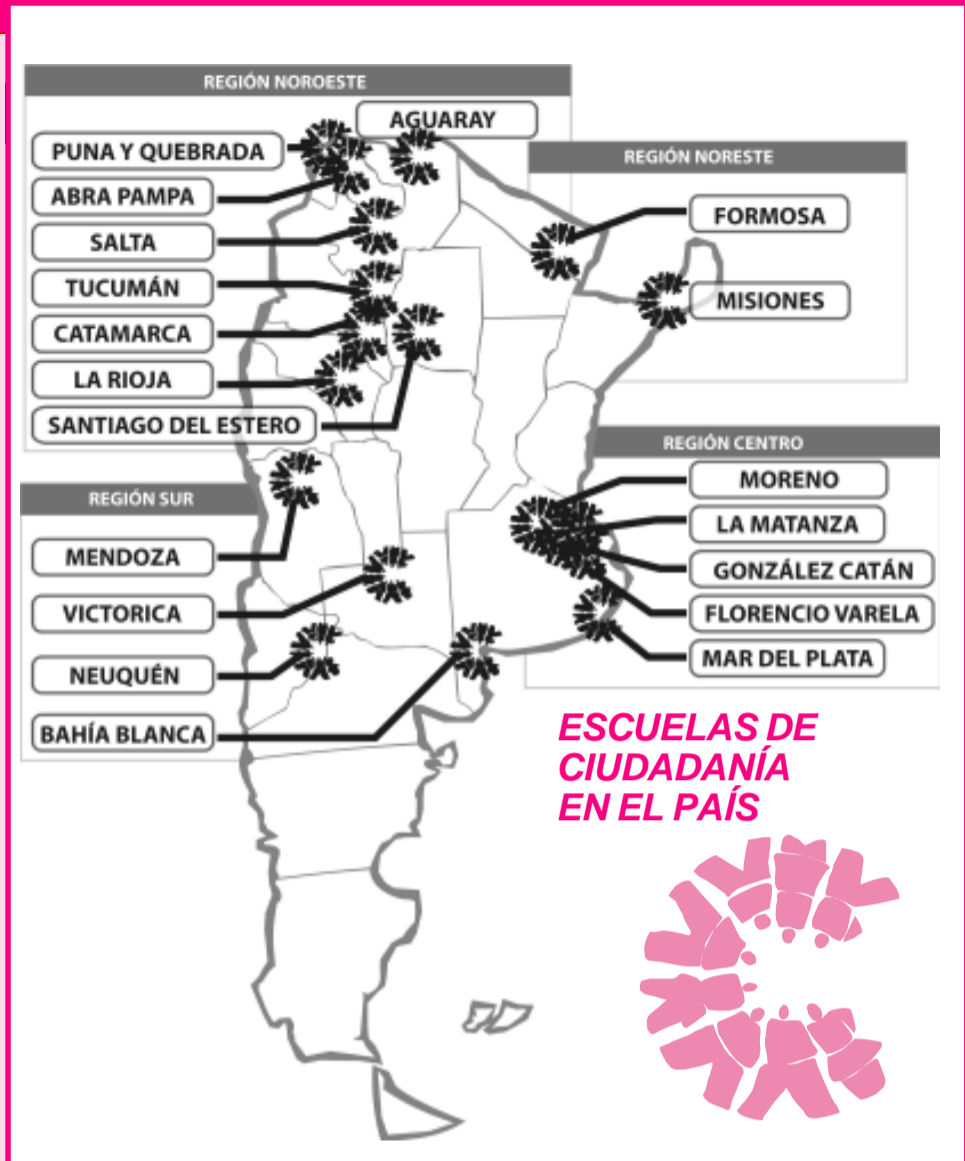 REGIÓN NOROESTE
AGUARAY
PUNA Y QUEBRADA
ABRA PAMPA
SALTA
TUCUMÁN
CATAMARCA
LA RIOJA
SANTIAGO DEL ESTERO
REGIÓN NORESTE
FORMOSA
MISIONES
REGIÓN CENTRO
MORENO
LA MATANZA
GONZÁLEZ CATÁN
FLORENCIO VARELA
MAR DEL PLATA
REGIÓN SUR
MENDOZA
VICTORICA
NEUQUÉN
BAHÍA BLANCA
ESCUELAS DE
CIUDADANÍA
EN EL PAÍS